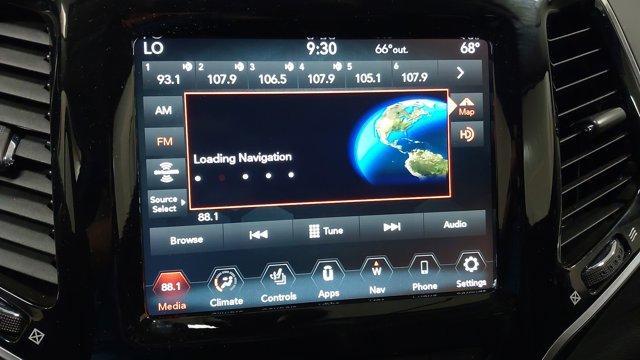 LO 9:30 66°out. 68°
1 2 3 4 5 6
93.1 107.9 106.5 107.9 105.1 107.9
AM
Map
FM
Loading Navigation
Source
Select
88.1
Browse Tune Audio
88.1
Media Climate Controls Apps Nav Phone Settings